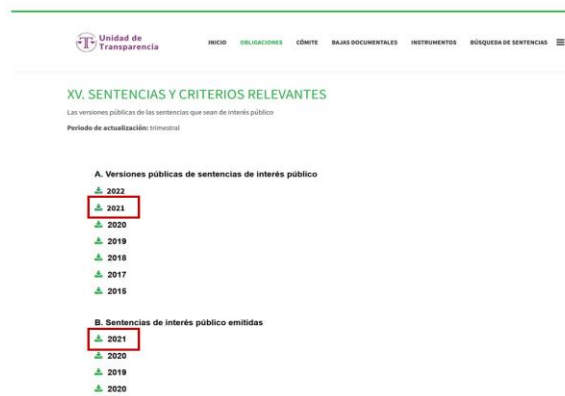 Unidad de
Transparencia
INICIO OBLIGACIONES CÓMITE BAJAS DOCUMENTALES INSTRUMENTOS BÚSQUEDA DE SENTENCIAS
XV. SENTENCIAS Y CRITERIOS RELEVANTES
Las versiones públicas de las sentencias que sean de interés público
Periodo de actualización: trimestral
A. Versiones públicas de sentencias de interés público
2022
2021
2020
2019
2018
2017
2015
B. Sentencias de interés público emitidas
2021
2020
2019
2020